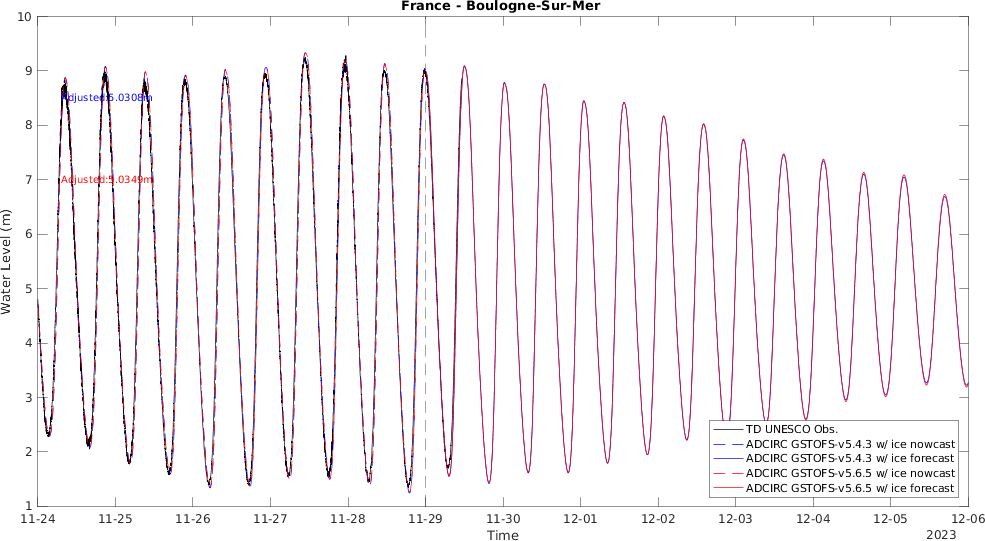 France - Boulogne-Sur-Mer
10
9
8
7
6
5
4
3
2
1
Water Level (m)
Adjusted:5.0308m
Adjusted:5.0349m
TD UNESCO Obs.
ADCIRC GSTOFS-v5.4.3 w/ ice nowcast
ADCIRC GSTOFS-v5.4.3 w/ ice forecast
ADCIRC GSTOFS-v5.6.5 w/ ice nowcast
ADCIRC GSTOFS-v5.6.5 w/ ice forecast
11-24 11-25 11-26 11-27 11-28 11-29 11-30 12-01 12-02 12-03 12-04 12-05 12-06
Time
2023